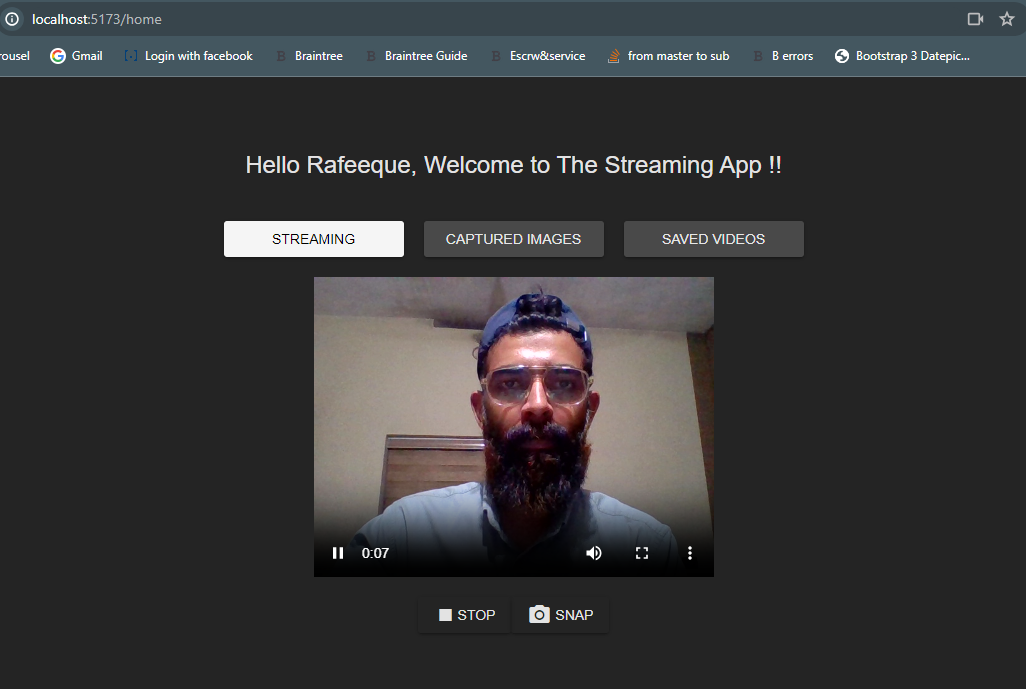 localhost:5173/home
rousel Gmail Login with facebook Braintree Braintree Guide Escrw&service from master to sub B errors Bootstrap 3 Datepic...
Hello Rafeeque, Welcome to The Streaming App !!
STREAMING CAPTURED IMAGES SAVED VIDEOS
0:07
STOP SNAP